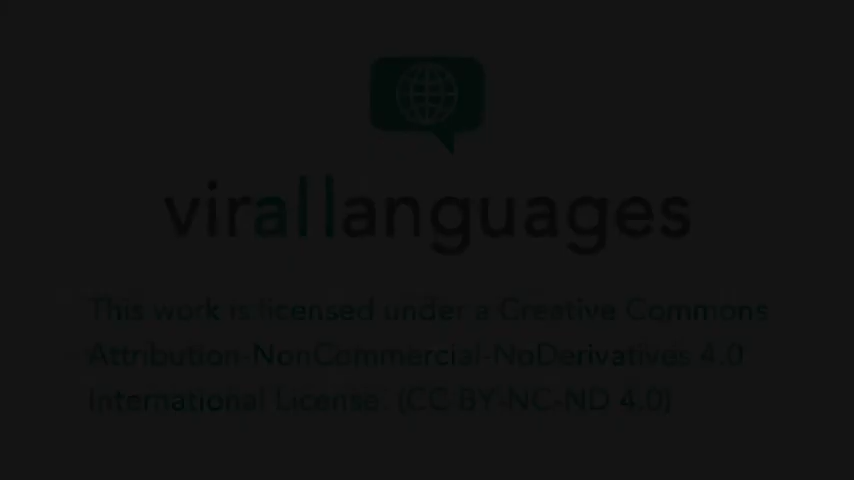 virallanguages
This work is licensed under a Creative Commons
Attribution-NonCommercial-NoDerivatives 4.0
International License. (CC BY-NC-ND 4.0)